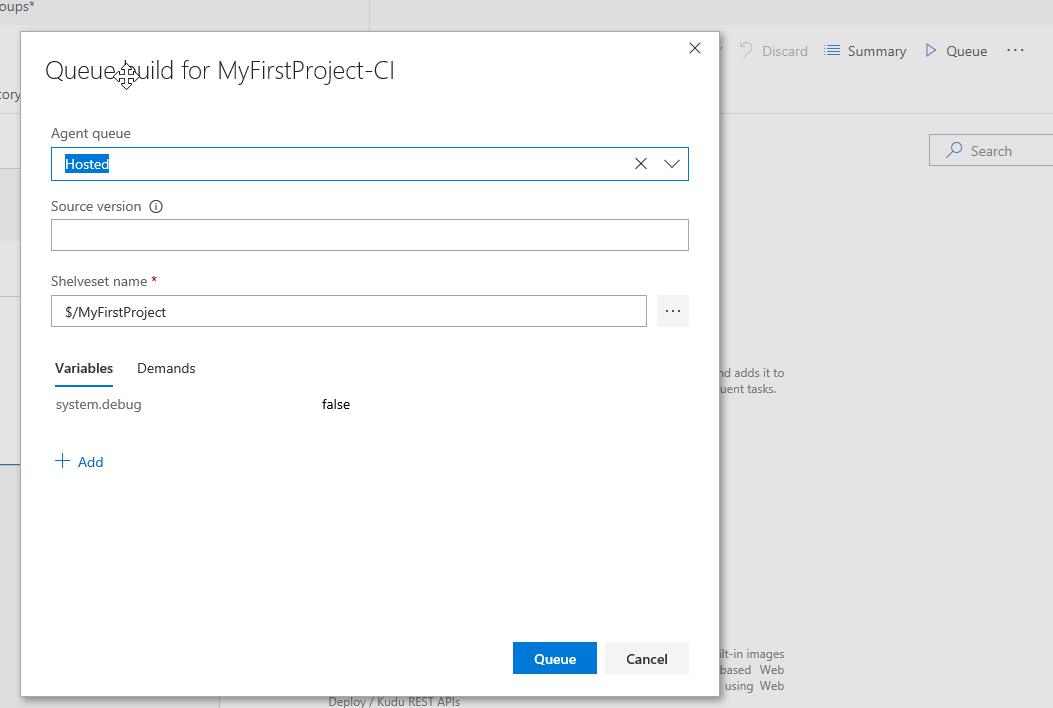 oups*
Discard
Summary
Queue
...
Queue build for MyFirstProject-CI
tory
Agent queue
Hosted
Search
Source version
Shelveset name *
$/MyFirstProject
...
Variables
Demands
nd adds it to
uent tasks.
system.debug
false
+ Add
Queue
Cancel
ilt-in images
based Web
using Web
Deploy / Kudu REST APIs